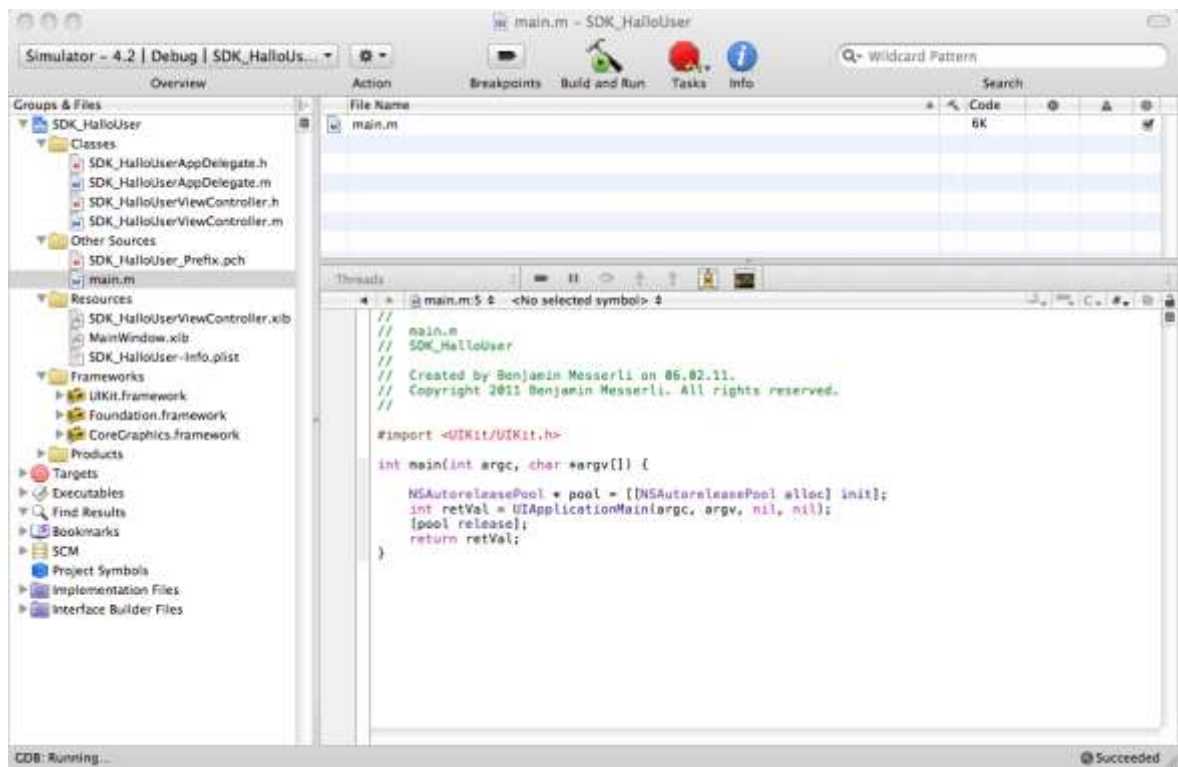 main.m - SDK_HalloUser
Simulator - 4.2 | Debug | SDK_HalloUs...
Overview
Action
Breakpoints
Build and Run
Tasks
Info
Q- Wildcard Pattern
Search
Groups & Files
SDK_HalloUser
Classes
SDK_HalloUserAppDelegate.h
SDK_HalloUserAppDelegate.m
SDK_HalloUserViewController.h
SDK_HalloUserViewController.m
Other Sources
SDK_HalloUser_Prefix.pch
main.m
Resources
SDK_HalloUserViewController.xib
MainWindow.xib
SDK_HalloUser-Info.plist
Frameworks
UIKit.framework
Foundation.framework
CoreGraphics.framework
Products
Targets
Executables
Find Results
Bookmarks
SCM
Project Symbols
Implementation Files
Interface Builder Files
File Name
Code
main.m
6K
Threads
main.m:5
<No selected symbol>
C
#
//
// main.m
// SDK_HalloUser
//
// Created by Benjamin Messerli on 06.02.11.
// Copyright 2011 Benjamin Messerli. All rights reserved.
//
#import <UIKit/UIKit.h>
int main(int argc, char *argv[]) {
NSAutoreleasePool * pool = [[NSAutoreleasePool alloc] init];
int retVal = UIApplicationMain(argc, argv, nil, nil);
[pool release];
return retVal;
}
GDB: Running...
Succeeded